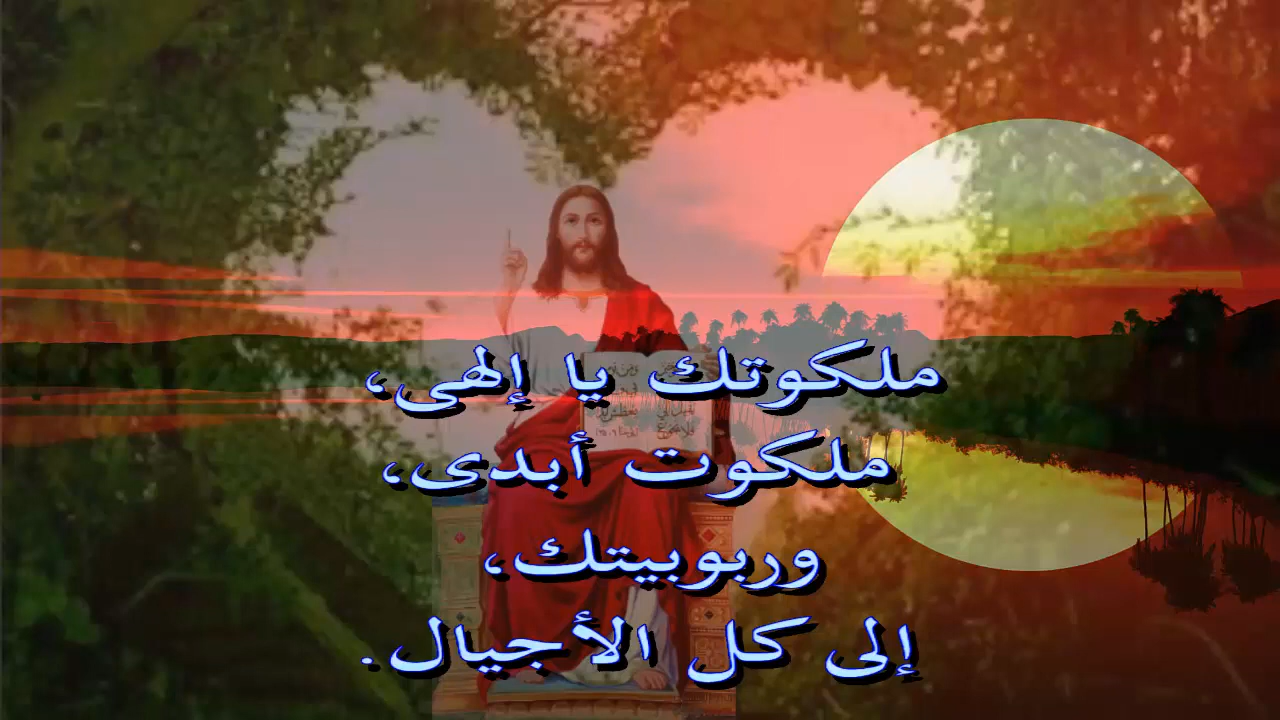 ملكوتك يا إلهى،
ملكوت أبدى،
وربوبيتك،
إلى كل الأجيال.